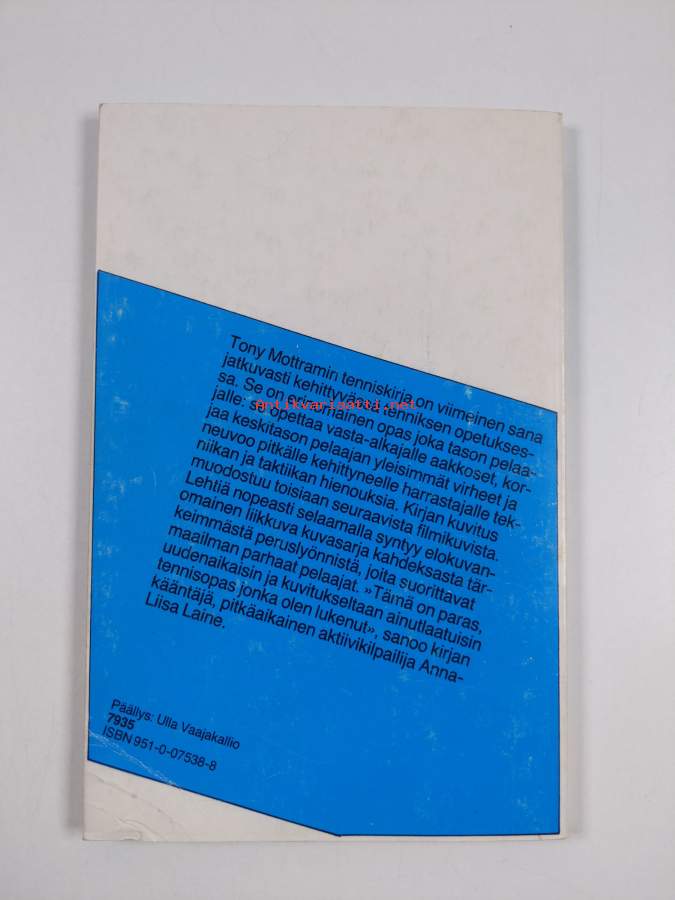 Tony Mottramin tenniskirja on viimeinen sana
jatkuvasti kehittyvän tenniksen opetukses-
sa. Se on opas joka tason pelaa-
jalle: se opettaa vasta-alkajalle aakkoset, kor-
jaa keskitason pelaajan yleisimmät virheet ja
neuvoo pitkälle kehittyneelle harrastajalle tek-
niikan ja taktiikan hienouksia. Kirjan kuvitus
muodostuu toisiaan seuraavista filmikuvista.
Lehtiä nopeasti selaamalla syntyy elokuvan-
omainen liikkuva kuvasarja kahdeksasta tär-
keimmästä peruslyönnistä, joita suorittavat
maailman parhaat pelaajat. »Tämä on paras,
uudenaikaisin ja kuvitukseltaan ainutlaatuisin
tennisopas jonka olen lukenut», sanoo kirjan
kääntäjä, pitkäaikainen aktiivikilpailija Anna-
Liisa Laine.
antikvariaatti.net
Päällys: Ulla Vaajakallio
7935
ISBN 951-0-07538-8